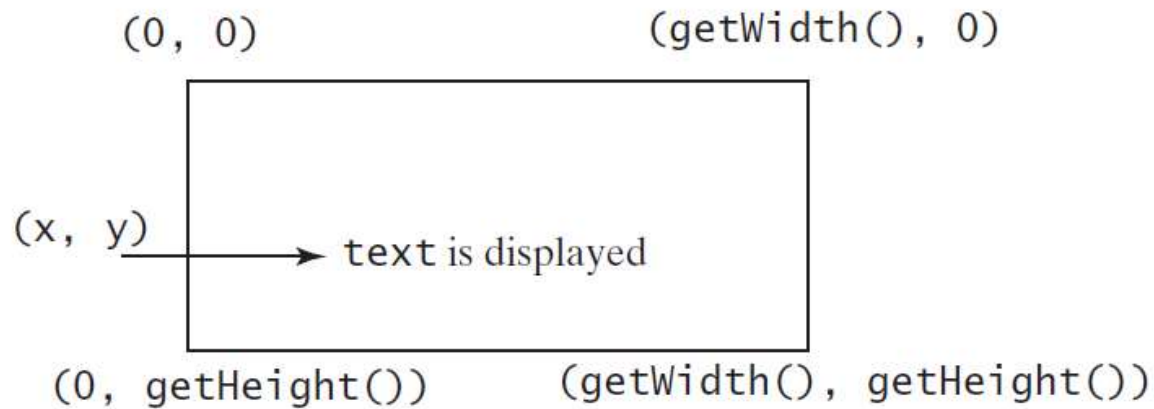 (0, 0)
(getWidth(), 0)
(x, y)
text is displayed
(0, getHeight())
(getWidth(), getHeight())